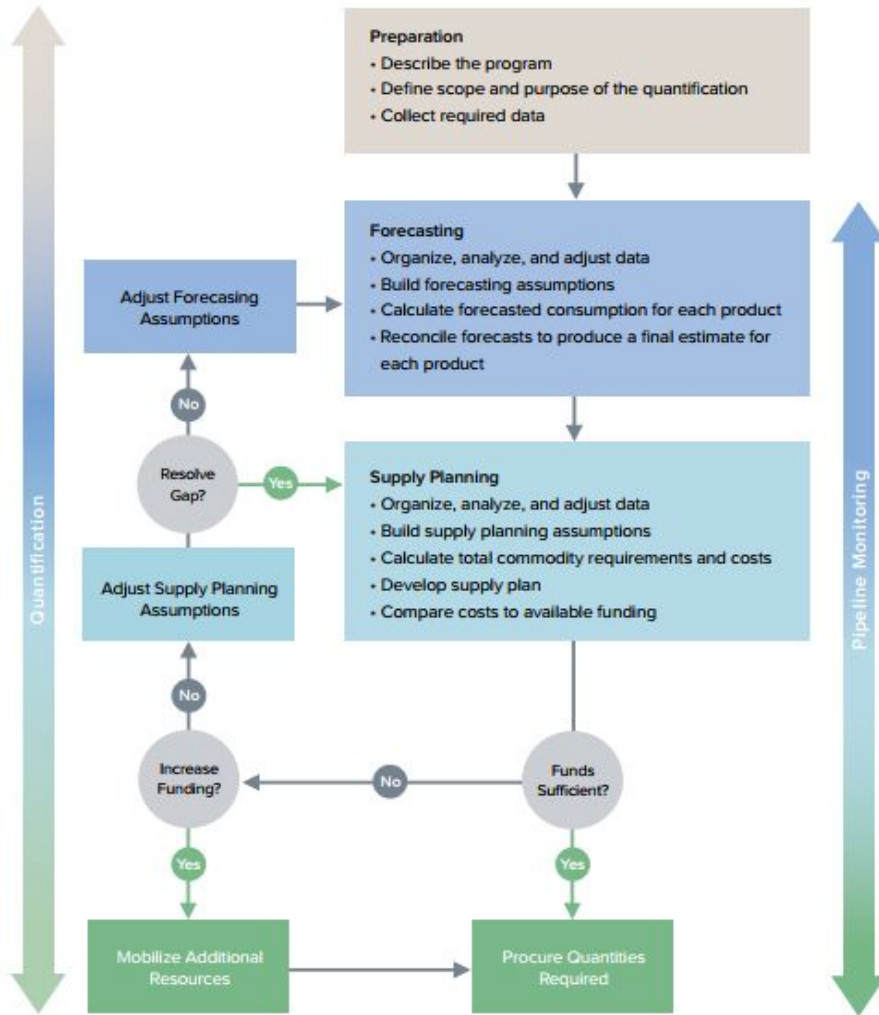 Preparation
• Describe the program
• Define scope and purpose of the quantification
• Collect required data
Forecasting
• Organize, analyze, and adjust data
• Build forecasting assumptions
• Calculate forecasted consumption for each product
• Reconcile forecasts to produce a final estimate for
each product
Adjust Forecasing
Assumptions
No
Resolve
Gap?
Yes
Supply Planning
• Organize, analyze, and adjust data
• Build supply planning assumptions
• Calculate total commodity requirements and costs
• Develop supply plan
• Compare costs to available funding
Adjust Supply Planning
Assumptions
No
Increase
Funding?
No
Funds
Sufficient?
Yes
Yes
Mobilize Additional
Resources
Procure Quantities
Required
Quantification
Pipeline Monitoring